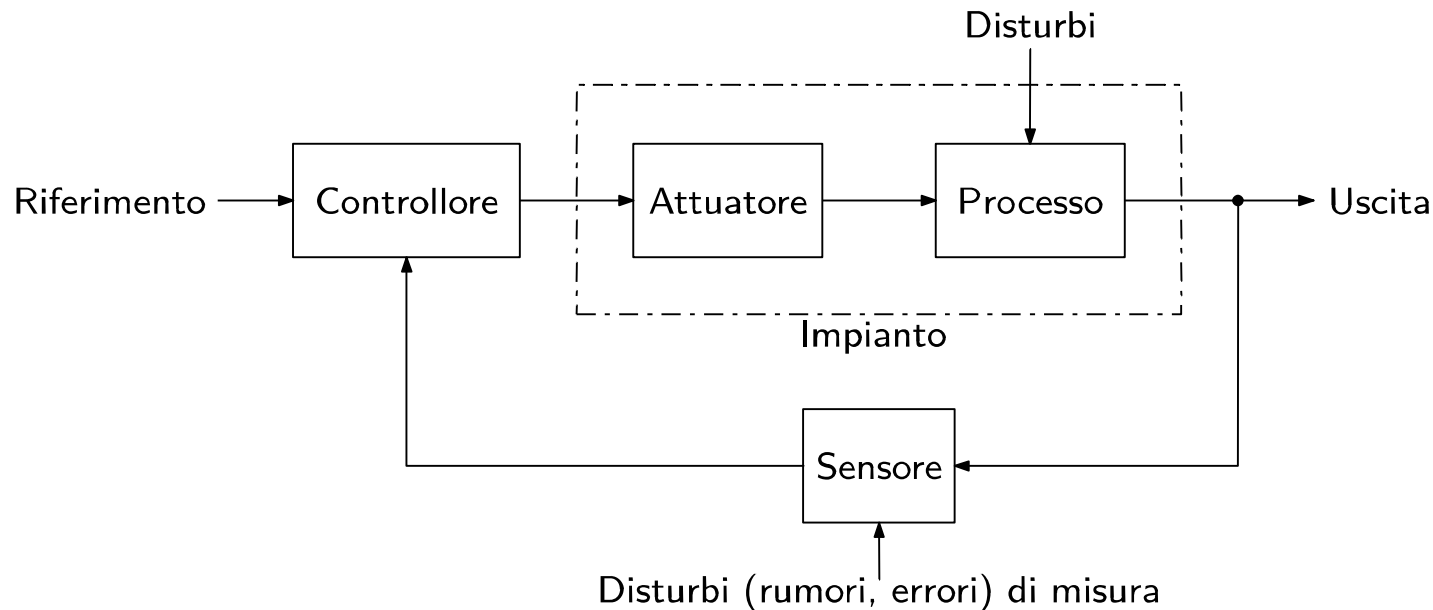 Disturbi
Riferimento
Controllore
Attuatore
Processo
Uscita
Impianto
Sensore
Disturbi (rumori, errori) di misura